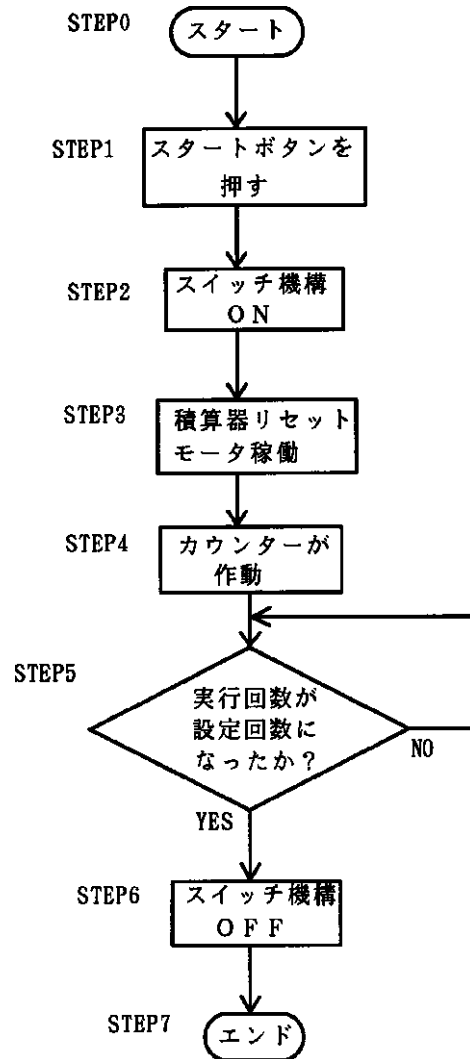 STEP0
スタート
STEP1
スタートボタンを
押す
STEP2
スイッチ機構
ON
STEP3
積算器リセット
モータ稼働
STEP4
カウンターが
作動
STEP5
実行回数が
設定回数に
なったか?
NO
YES
STEP6
スイッチ機構
OFF
STEP7
エンド